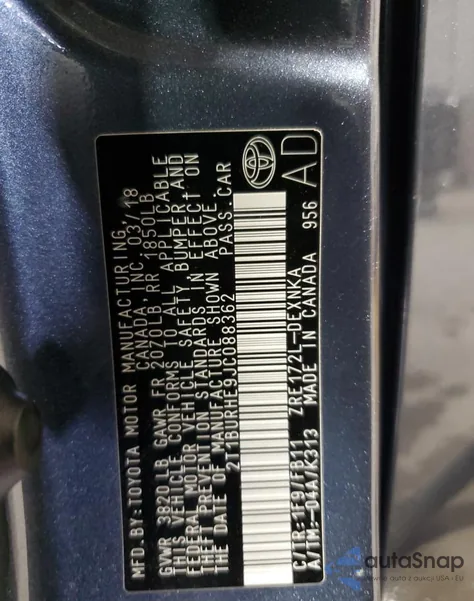 MFD. BY: TOYOTA MOTOR MANUFACTURING,
CANADA, INC. 03/18
GVWR 3820LB GAWR FR 2070LB RR 1850LB
THIS VEHICLE CONFORMS TO ALL APPLICABLE
FEDERAL MOTOR VEHICLE SAFETY, BUMPER, AND
THEFT PREVENTION STANDARDS IN EFFECT ON
THE DATE OF MANUFACTURE SHOWN ABOVE.
2T1BURHE9JC088362 PASS. CAR
C/TR: 1F9/FB11 ZRE172L-DEXNKA
A/TM: -04A/K313 MADE IN CANADA 956
AD
autoSnap